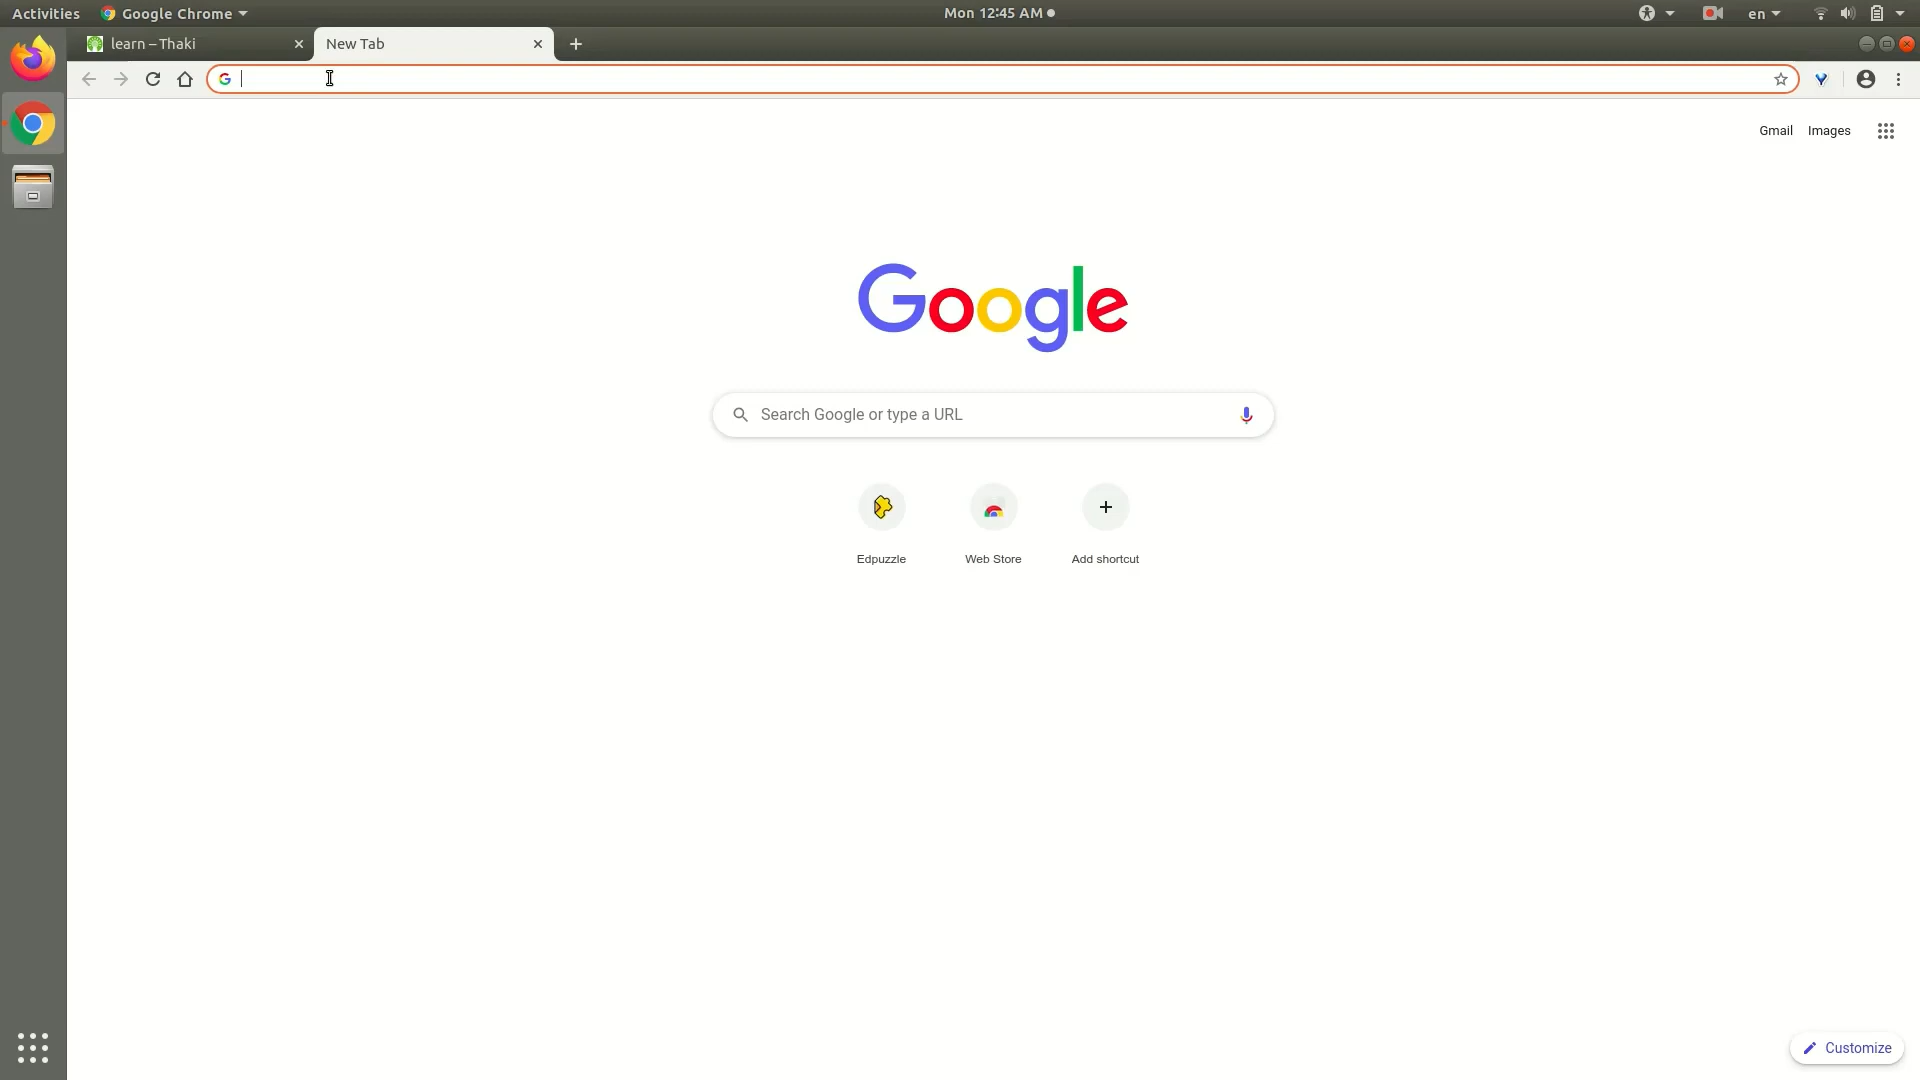 Activities
Google Chrome
Mon 12:45 AM
en
learn – Thaki
New Tab
Gmail
Images
Google
Search Google or type a URL
Edpuzzle
Web Store
Add shortcut
Customize